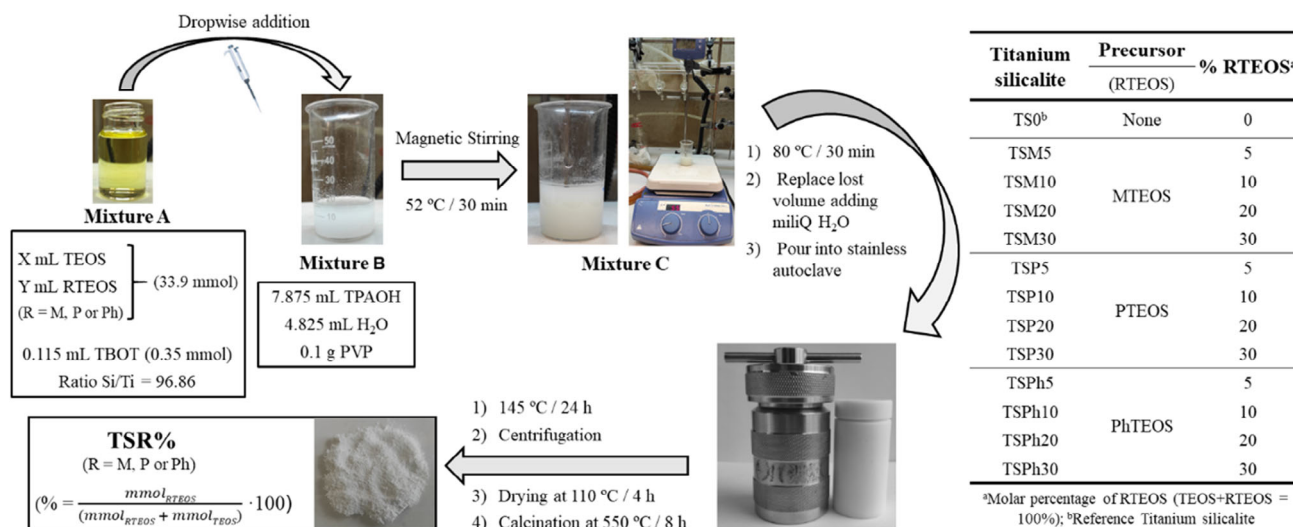 Dropwise addition
Mixture A
X mL TEOS
Y mL RTEOS
(R = M, P or Ph)
(33.9 mmol)
0.115 mL TBOT (0.35 mmol)
Ratio Si/Ti = 96.86
50
40
30
Mixture B
7.875 mL TPAOH
4.825 mL H₂O
0.1 g PVP
Magnetic Stirring
52 ºC / 30 min
Mixture C
1) 80 ºC / 30 min
2) Replace lost
volume adding
miliQ H₂O
3) Pour into stainless
autoclave
1) 145 ºC / 24 h
2) Centrifugation
3) Drying at 110 ºC / 4 h
4) Calcination at 550 ºC / 8 h
TSR%
(R = M, P or Ph)
(% = mmol_RTEOS / (mmol_RTEOS + mmol_TEOS) · 100)
Titanium silicalite Precursor (RTEOS) % RTEOSᵃ
TS0ᵇ None 0
TSM5 5
TSM10 10
MTEOS
TSM20 20
TSM30 30
TSP5 5
TSP10 10
PTEOS
TSP20 20
TSP30 30
TSPh5 5
TSPh10 10
PhTEOS
TSPh20 20
TSPh30 30
ᵃMolar percentage of RTEOS (TEOS+RTEOS =
100%); ᵇReference Titanium silicalite